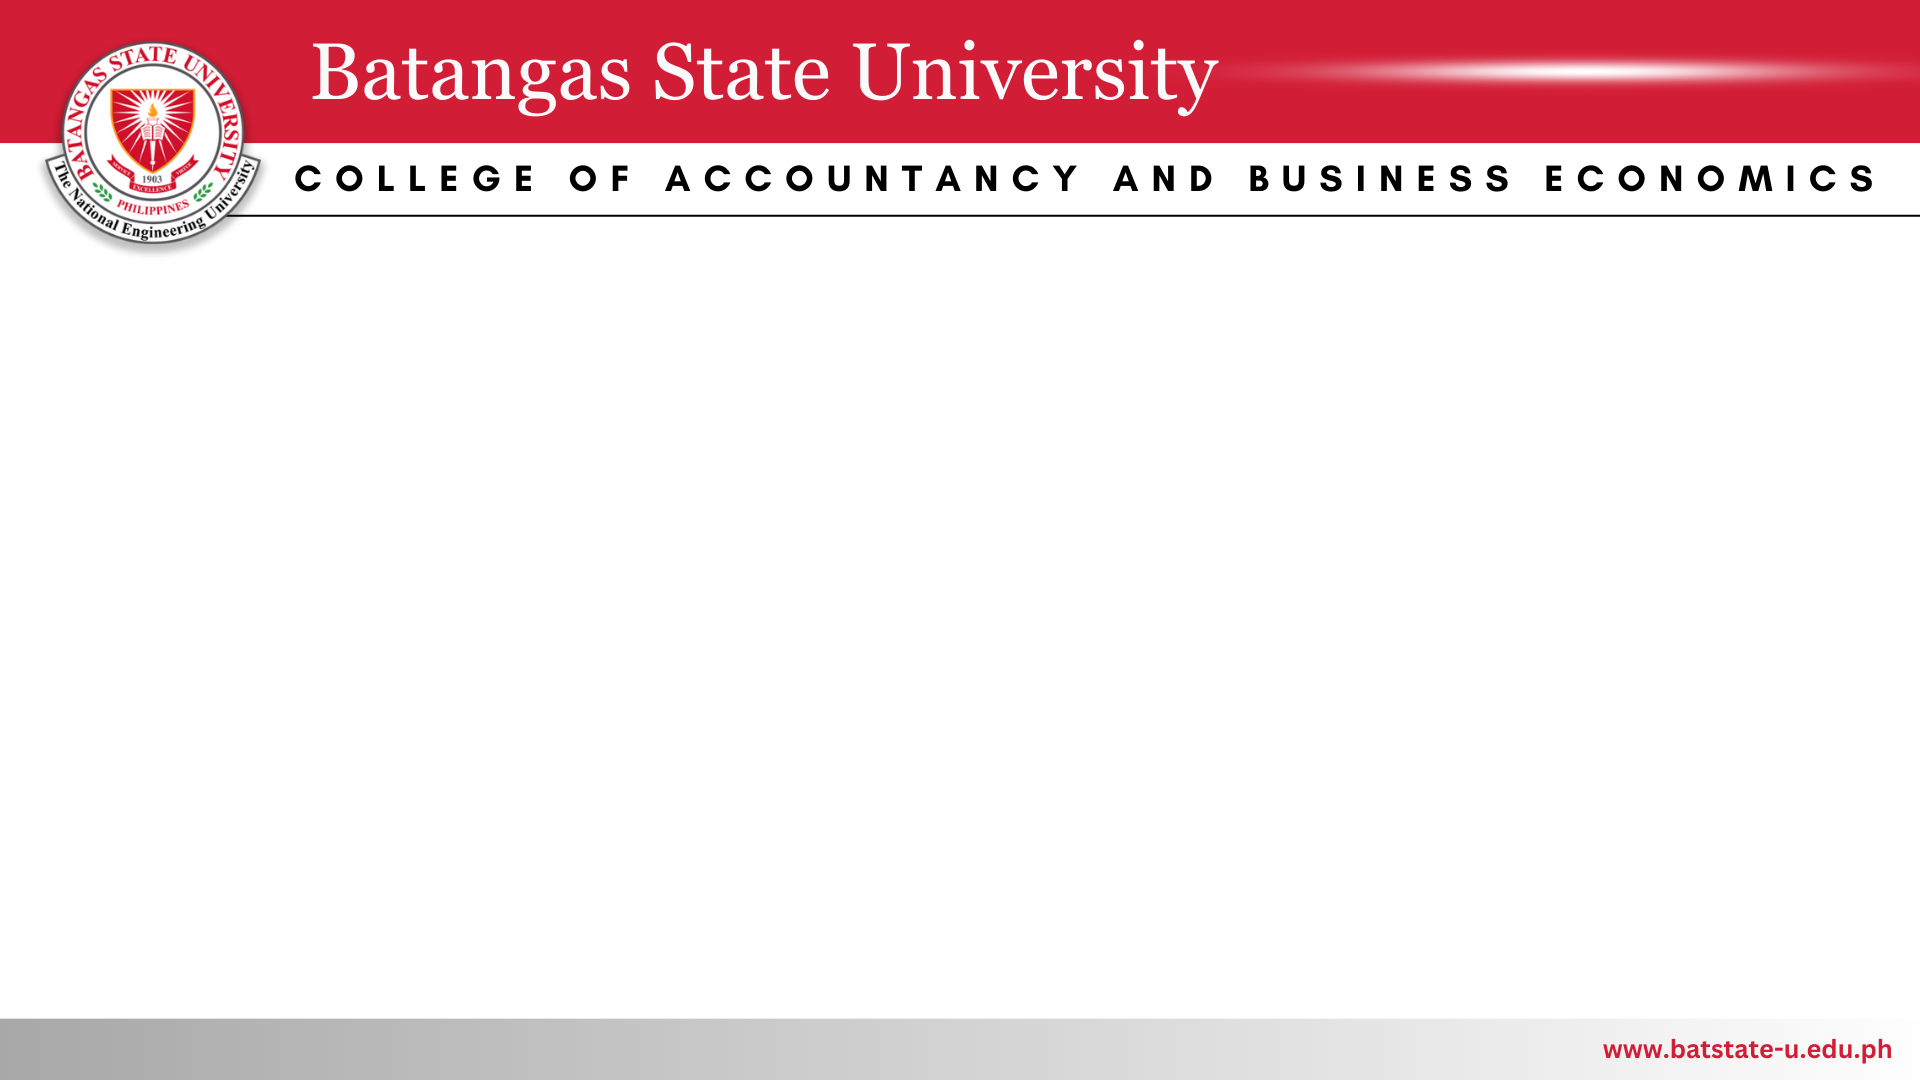 Batangas State University
COLLEGE OF ACCOUNTANCY AND BUSINESS ECONOMICS
BATANGAS STATE UNIVERSITY
1903
EXCELLENCE
PHILIPPINES
The National Engineering University
www.batstate-u.edu.ph